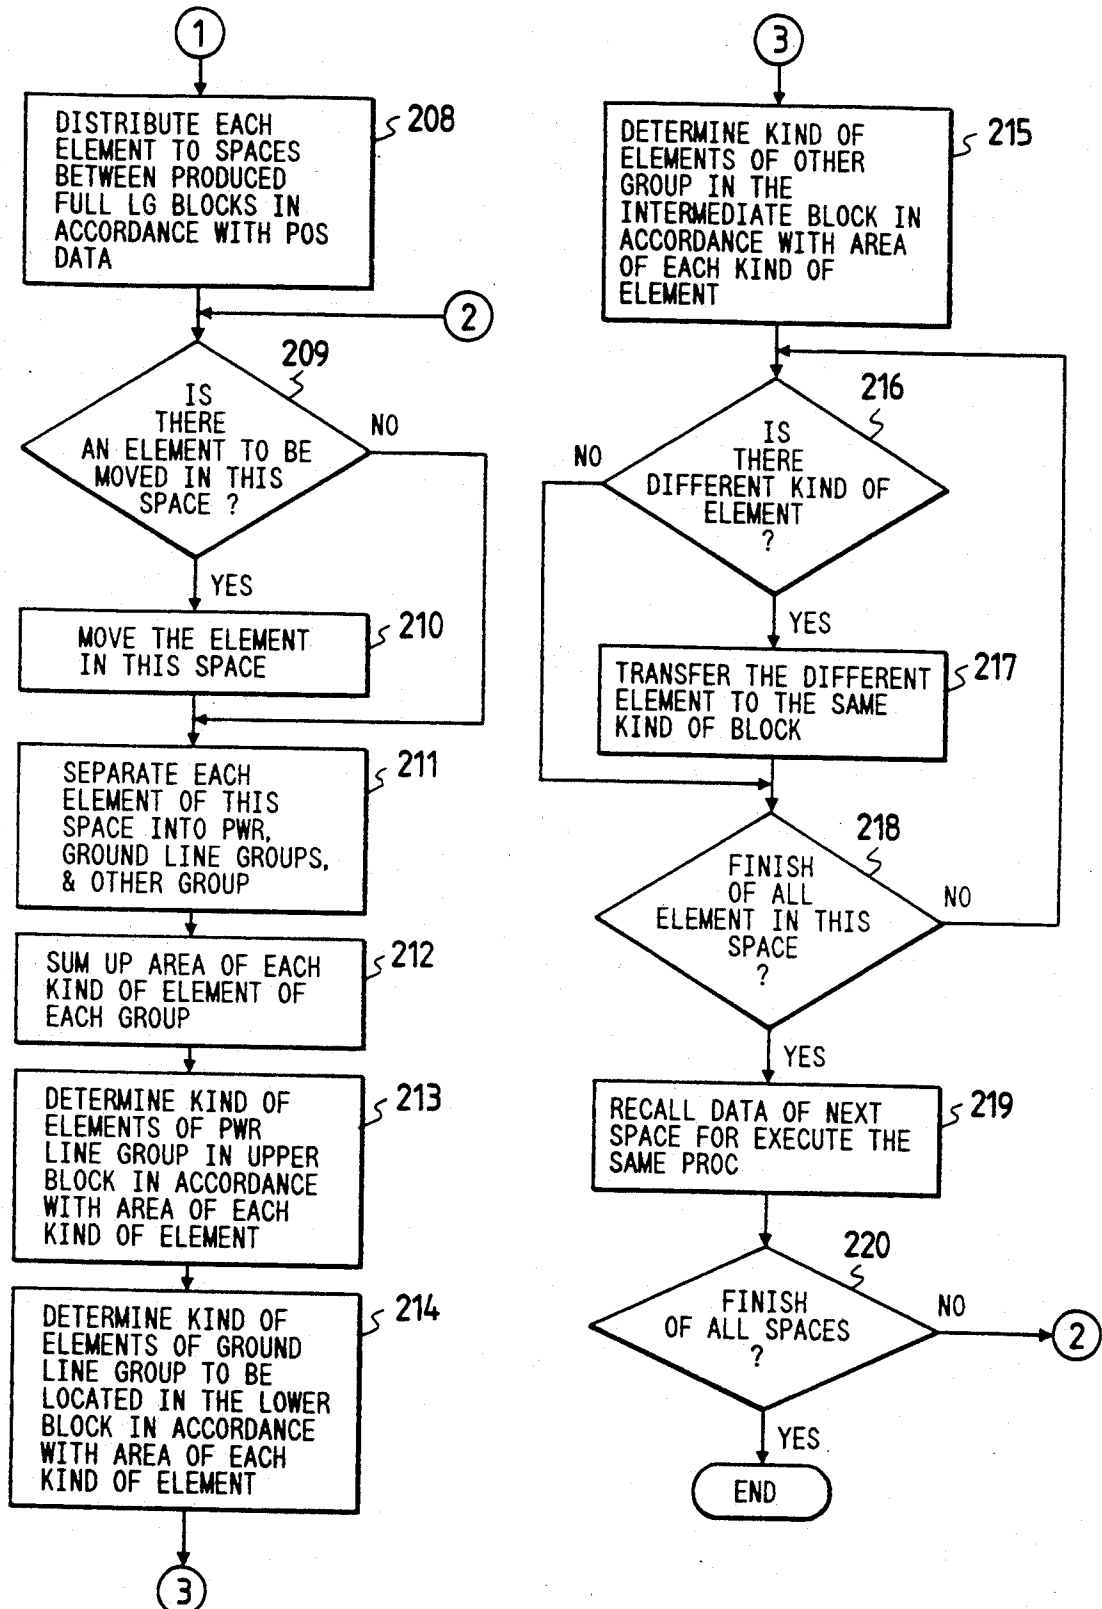 1
DISTRIBUTE EACH
ELEMENT TO SPACES
BETWEEN PRODUCED
FULL LG BLOCKS IN
ACCORDANCE WITH POS
DATA
208
2
209
IS
THERE
AN ELEMENT TO BE
MOVED IN THIS
SPACE ?
NO
YES
MOVE THE ELEMENT
IN THIS SPACE
210
SEPARATE EACH
ELEMENT OF THIS
SPACE INTO PWR,
GROUND LINE GROUPS,
& OTHER GROUP
211
SUM UP AREA OF EACH
KIND OF ELEMENT OF
EACH GROUP
212
DETERMINE KIND OF
ELEMENTS OF PWR
LINE GROUP IN UPPER
BLOCK IN ACCORDANCE
WITH AREA OF EACH
KIND OF ELEMENT
213
DETERMINE KIND OF
ELEMENTS OF GROUND
LINE GROUP TO BE
LOCATED IN THE LOWER
BLOCK IN ACCORDANCE
WITH AREA OF EACH
KIND OF ELEMENT
214
3
3
DETERMINE KIND OF
ELEMENTS OF OTHER
GROUP IN THE
INTERMEDIATE BLOCK IN
ACCORDANCE WITH AREA
OF EACH KIND OF
ELEMENT
215
216
IS
THERE
DIFFERENT KIND OF
ELEMENT
?
NO
YES
TRANSFER THE DIFFERENT
ELEMENT TO THE SAME
KIND OF BLOCK
217
218
FINISH
OF ALL
ELEMENT IN THIS
SPACE
?
NO
YES
RECALL DATA OF NEXT
SPACE FOR EXECUTE THE
SAME PROC
219
220
FINISH
OF ALL SPACES
?
NO
2
YES
END